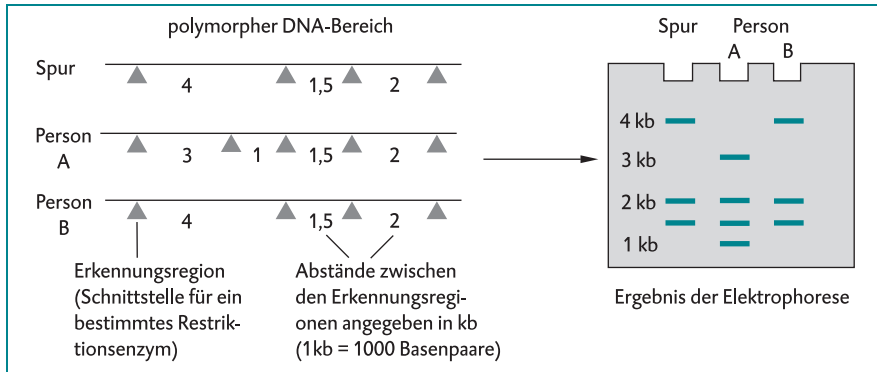 polymorpher DNA-Bereich
Spur
4
1,5
2
Person
A
3
1
1,5
2
Person
B
4
1,5
2
Erkennungsregion
(Schnittstelle für ein
bestimmtes Restrik-
tionsenzym)
Abstände zwischen
den Erkennungsregi-
onen angegeben in kb
(1kb = 1000 Basenpaare)
Spur Person
A B
4 kb
3 kb
2 kb
1 kb
Ergebnis der Elektrophorese